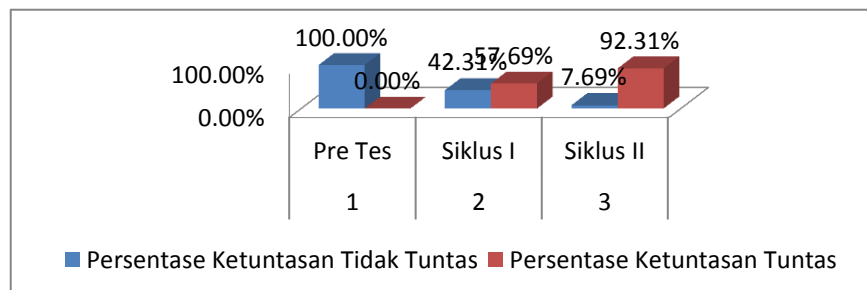 100.00%
0.00%
100.00% 0.00%
42.31% 57.69%
7.69% 92.31%
Pre Tes Siklus I Siklus II
1 2 3
Persentase Ketuntasan Tidak Tuntas Persentase Ketuntasan Tuntas